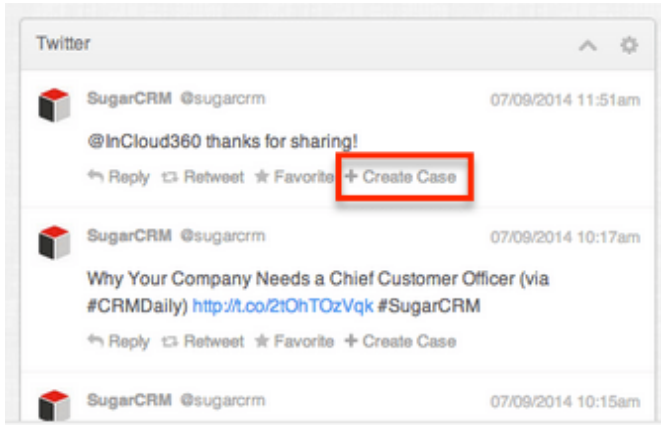 Twitter
SugarCRM @sugarcrm 07/09/2014 11:51am
@InCloud360 thanks for sharing!
Reply Retweet Favorite + Create Case
SugarCRM @sugarcrm 07/09/2014 10:17am
Why Your Company Needs a Chief Customer Officer (via
#CRMDaily) http://t.co/2tOhTOzVqk #SugarCRM
Reply Retweet Favorite + Create Case
SugarCRM @sugarcrm 07/09/2014 10:15am